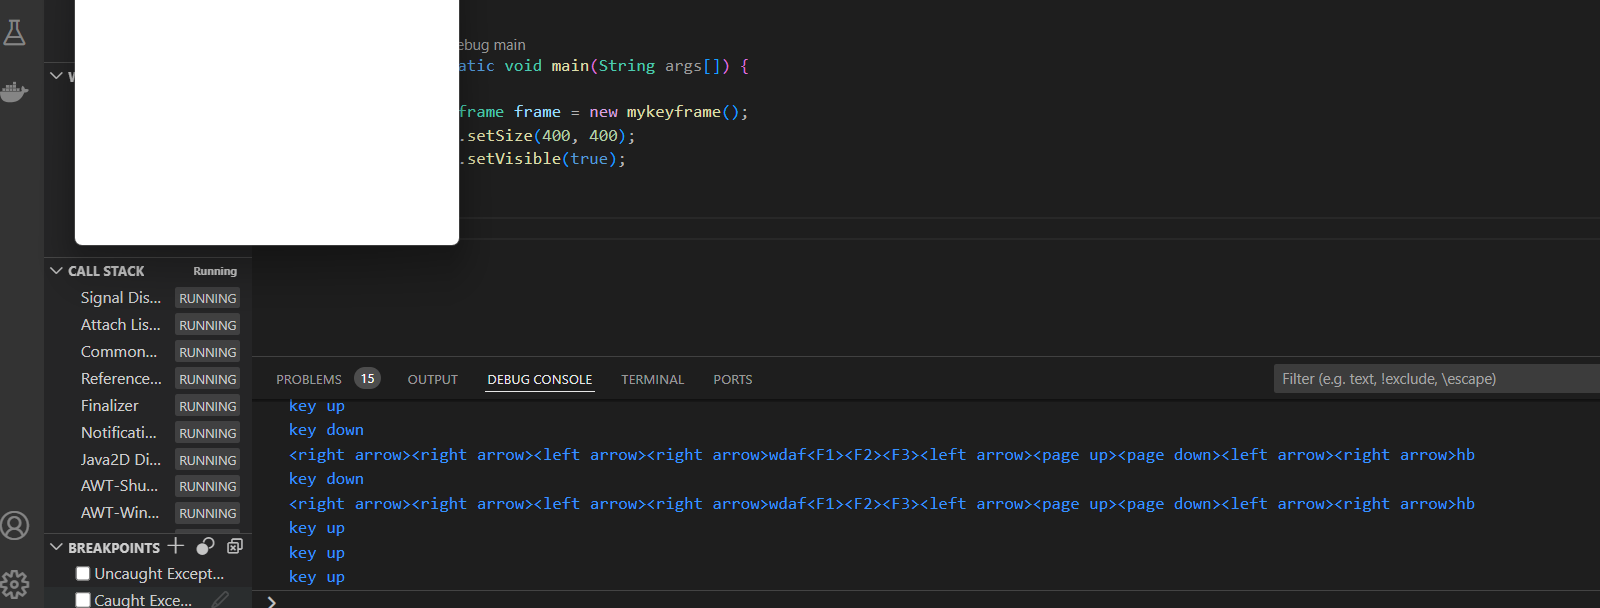 ebug main
atic void main(String args[]) {
frame frame = new mykeyframe();
.setSize(400, 400);
.setVisible(true);
W
CALL STACK Running
Signal Dis... RUNNING
Attach Lis... RUNNING
Common... RUNNING
Reference... RUNNING
Finalizer RUNNING
Notificati... RUNNING
Java2D Di... RUNNING
AWT-Shu... RUNNING
AWT-Win... RUNNING
BREAKPOINTS
Uncaught Except...
Caught Exce...
PROBLEMS 15 OUTPUT DEBUG CONSOLE TERMINAL PORTS Filter (e.g. text, !exclude, \escape)
key up
key down
<right arrow><right arrow><left arrow><right arrow>wdaf<F1><F2><F3><left arrow><page up><page down><left arrow><right arrow>hb
key down
<right arrow><right arrow><left arrow><right arrow>wdaf<F1><F2><F3><left arrow><page up><page down><left arrow><right arrow>hb
key up
key up
key up